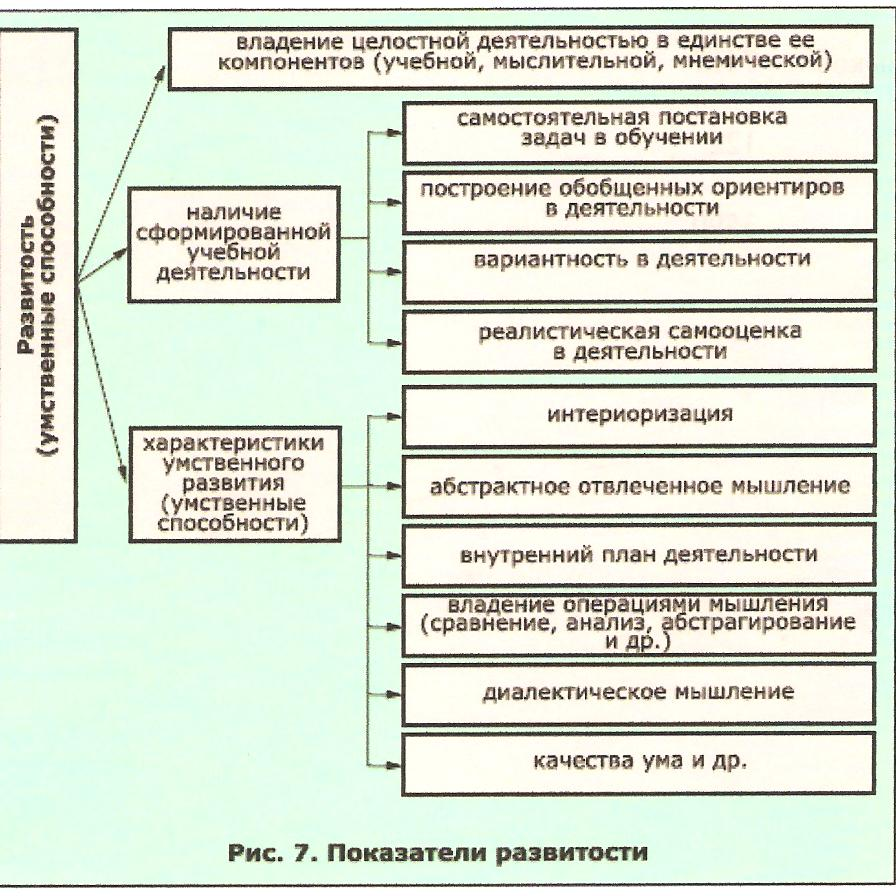 Развитость
(умственные способности)
владение целостной деятельностью в единстве ее
компонентов (учебной, мыслительной, мнемической)
наличие
сформированной
учебной
деятельности
самостоятельная постановка
задач в обучении
построение обобщенных ориентиров
в деятельности
вариантность в деятельности
реалистическая самооценка
в деятельности
характеристики
умственного
развития
(умственные
способности)
интериоризация
абстрактное отвлеченное мышление
внутренний план деятельности
владение операциями мышления
(сравнение, анализ, абстрагирование
и др.)
диалектическое мышление
качества ума и др.
Рис. 7. Показатели развитости